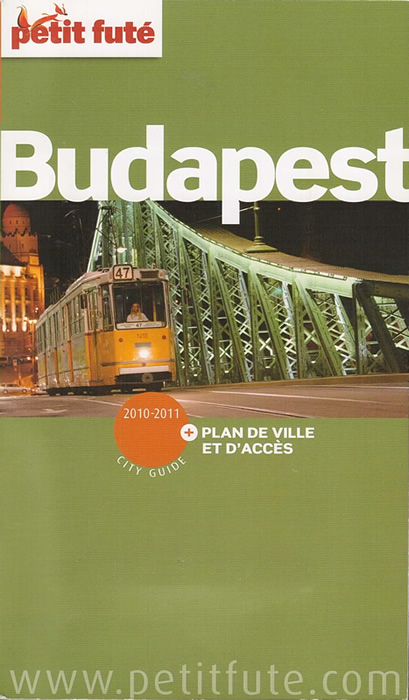 petit futé
Budapest
47
2010-2011
+ PLAN DE VILLE
ET D'ACCÈS
CITY GUIDE
www.petitfute.com